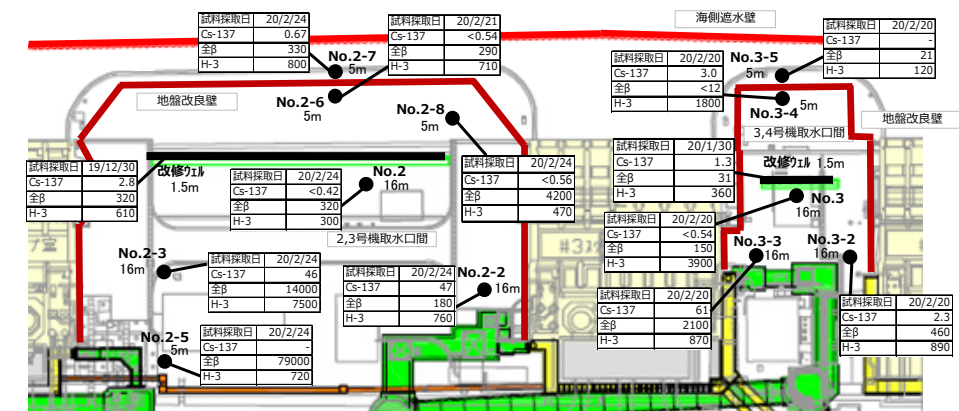 海側遮水壁
試料採取日 20/2/24
Cs-137 0.67
全β 330
H-3 800
試料採取日 20/2/21
Cs-137 <0.54
全β 290
H-3 710
試料採取日 20/2/20
Cs-137 -
全β 21
H-3 120
No.2-7
5m
No.3-5
5m
試料採取日 20/2/20
Cs-137 3.0
全β <12
H-3 1800
地盤改良壁
No.2-6
5m
No.2-8
5m
5m
No.3-4
地盤改良壁
3,4号機取水口間
試料採取日 19/12/30
Cs-137 2.8
全β 320
H-3 610
改修ウェル
1.5m
試料採取日 20/2/24
Cs-137 <0.42
全β 320
H-3 300
No.2
16m
試料採取日 20/2/24
Cs-137 <0.56
全β 4200
H-3 470
試料採取日 20/1/30
Cs-137 1.3
全β 31
H-3 360
改修ウェル 1.5m
No.3
16m
2,3号機取水口間
試料採取日 20/2/20
Cs-137 <0.54
全β 150
H-3 3900
No.2-3
16m
試料採取日 20/2/24
Cs-137 46
全β 14000
H-3 7500
試料採取日 20/2/24
Cs-137 47
全β 180
H-3 760
No.2-2
16m
No.3-3
16m
No.3-2
16m
試料採取日 20/2/20
Cs-137 61
全β 2100
H-3 870
試料採取日 20/2/20
Cs-137 2.3
全β 460
H-3 890
No.2-5
5m
試料採取日 20/2/24
Cs-137 -
全β 79000
H-3 720